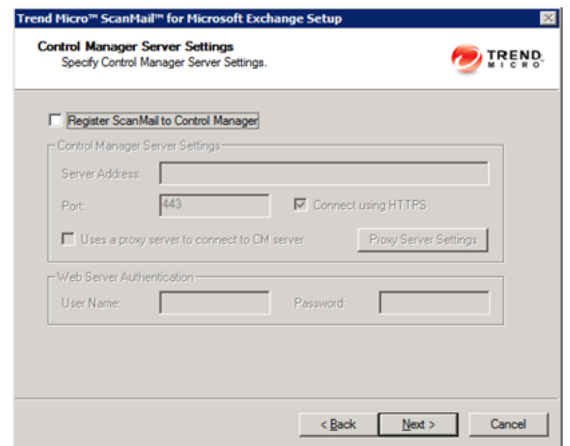 Trend Micro™ ScanMail™ for Microsoft Exchange Setup
Control Manager Server Settings
Specify Control Manager Server Settings.
TREND
MICRO
Register ScanMail to Control Manager
Control Manager Server Settings
Server Address:
Port: 443 Connect using HTTPS
Uses a proxy server to connect to CM server Proxy Server Settings
Web Server Authentication
User Name: Password:
< Back Next > Cancel